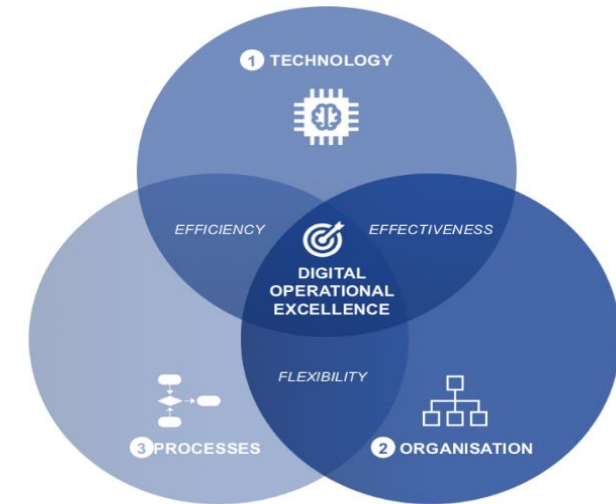 1 TECHNOLOGY
EFFICIENCY
EFFECTIVENESS
DIGITAL
OPERATIONAL
EXCELLENCE
FLEXIBILITY
3 PROCESSES
2 ORGANISATION